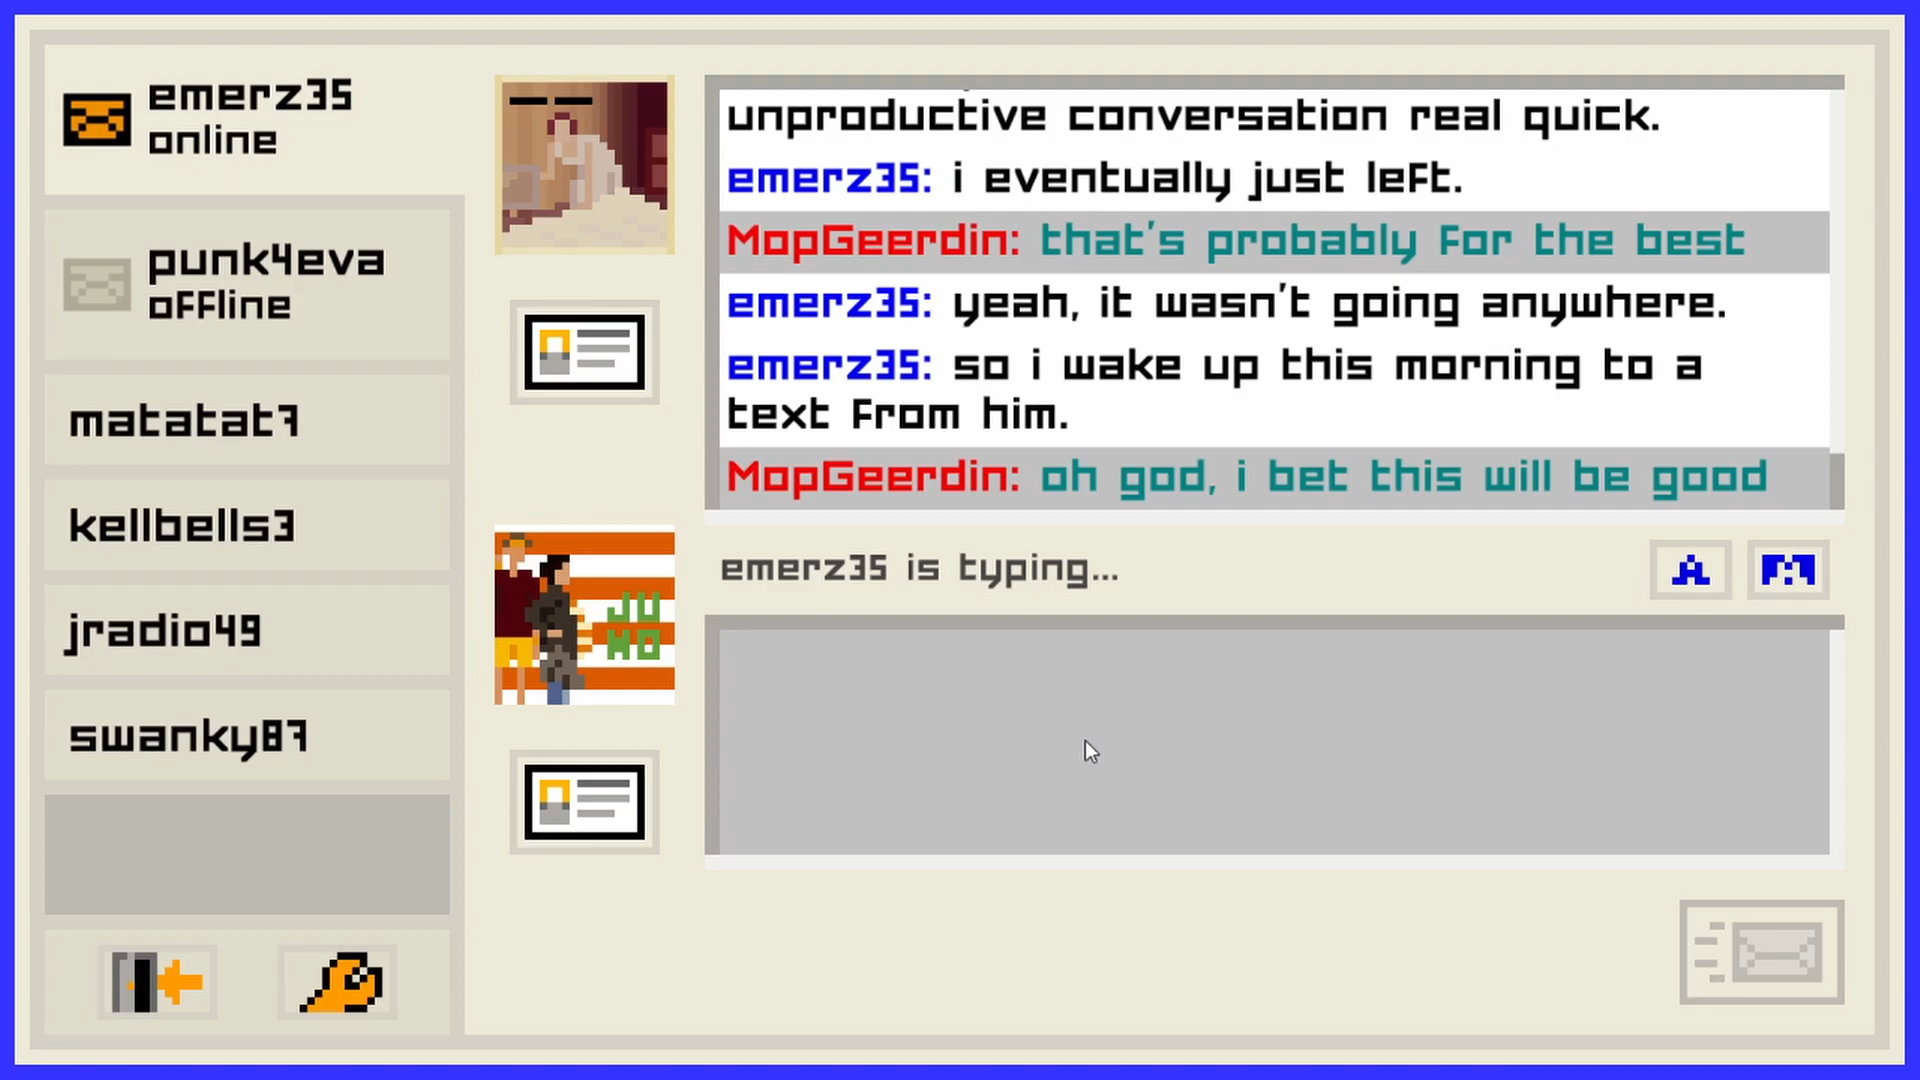 emerz35
online
punk4eva
offline
matatat7
kellbells3
jradio49
swanky87
unproductive conversation real quick.
emerz35: i eventually just left.
MopGeerdin: that's probably for the best
emerz35: yeah, it wasn't going anywhere.
emerz35: so i wake up this morning to a
text from him.
MopGeerdin: oh god, i bet this will be good
JU
NO
emerz35 is typing...
A